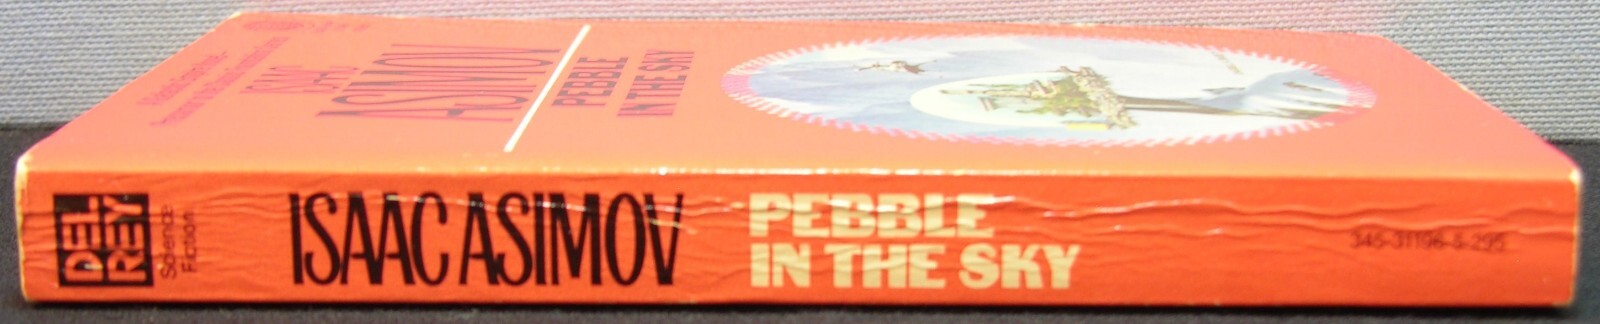 ISAAC
ASIMOV
PEBBLE
IN THE SKY
DEL
REY
Science
Fiction
ISAAC ASIMOV
PEBBLE
IN THE SKY
345-31196-5-295